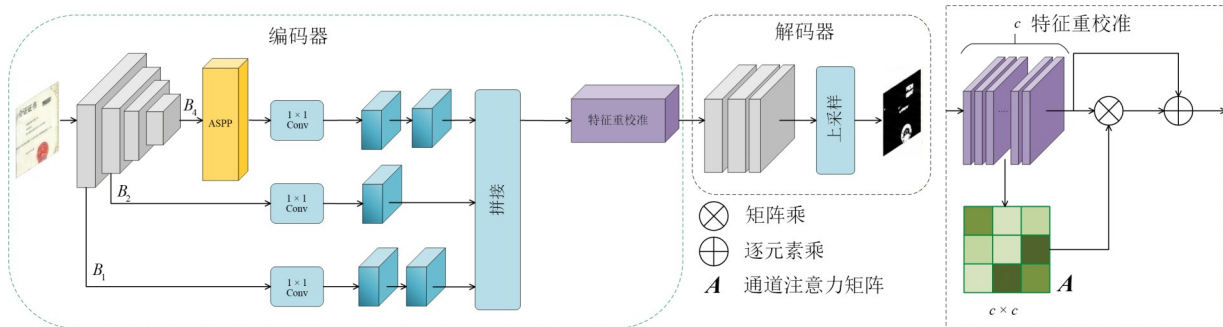 编码器
B4
ASPP
1 × 1
Conv
B2
1 × 1
Conv
B1
1 × 1
Conv
拼接
特征重校准
解码器
上采样
矩阵乘
逐元素乘
A 通道注意力矩阵
特征重校准
c
...
A
c × c